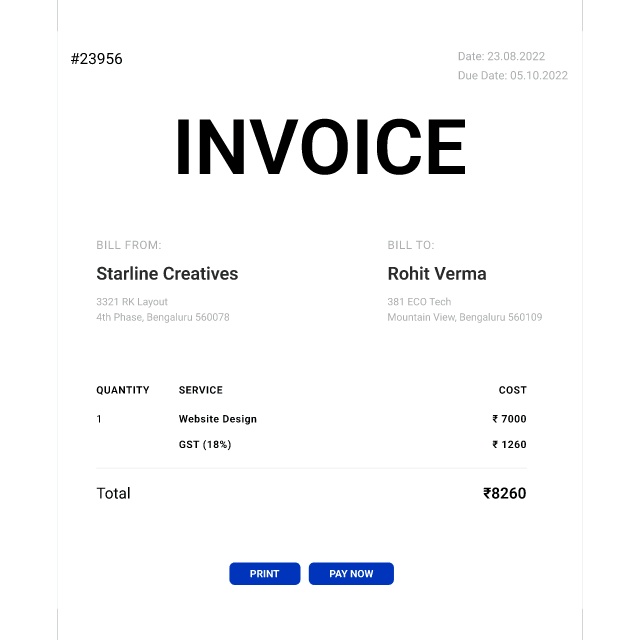 #23956
Date: 23.08.2022
Due Date: 05.10.2022
INVOICE
BILL FROM:
Starline Creatives
3321 RK Layout
4th Phase, Bengaluru 560078
BILL TO:
Rohit Verma
381 ECO Tech
Mountain View, Bengaluru 560109
QUANTITY SERVICE COST
1 Website Design ₹ 7000
GST (18%) ₹ 1260
Total ₹8260
PRINT PAY NOW